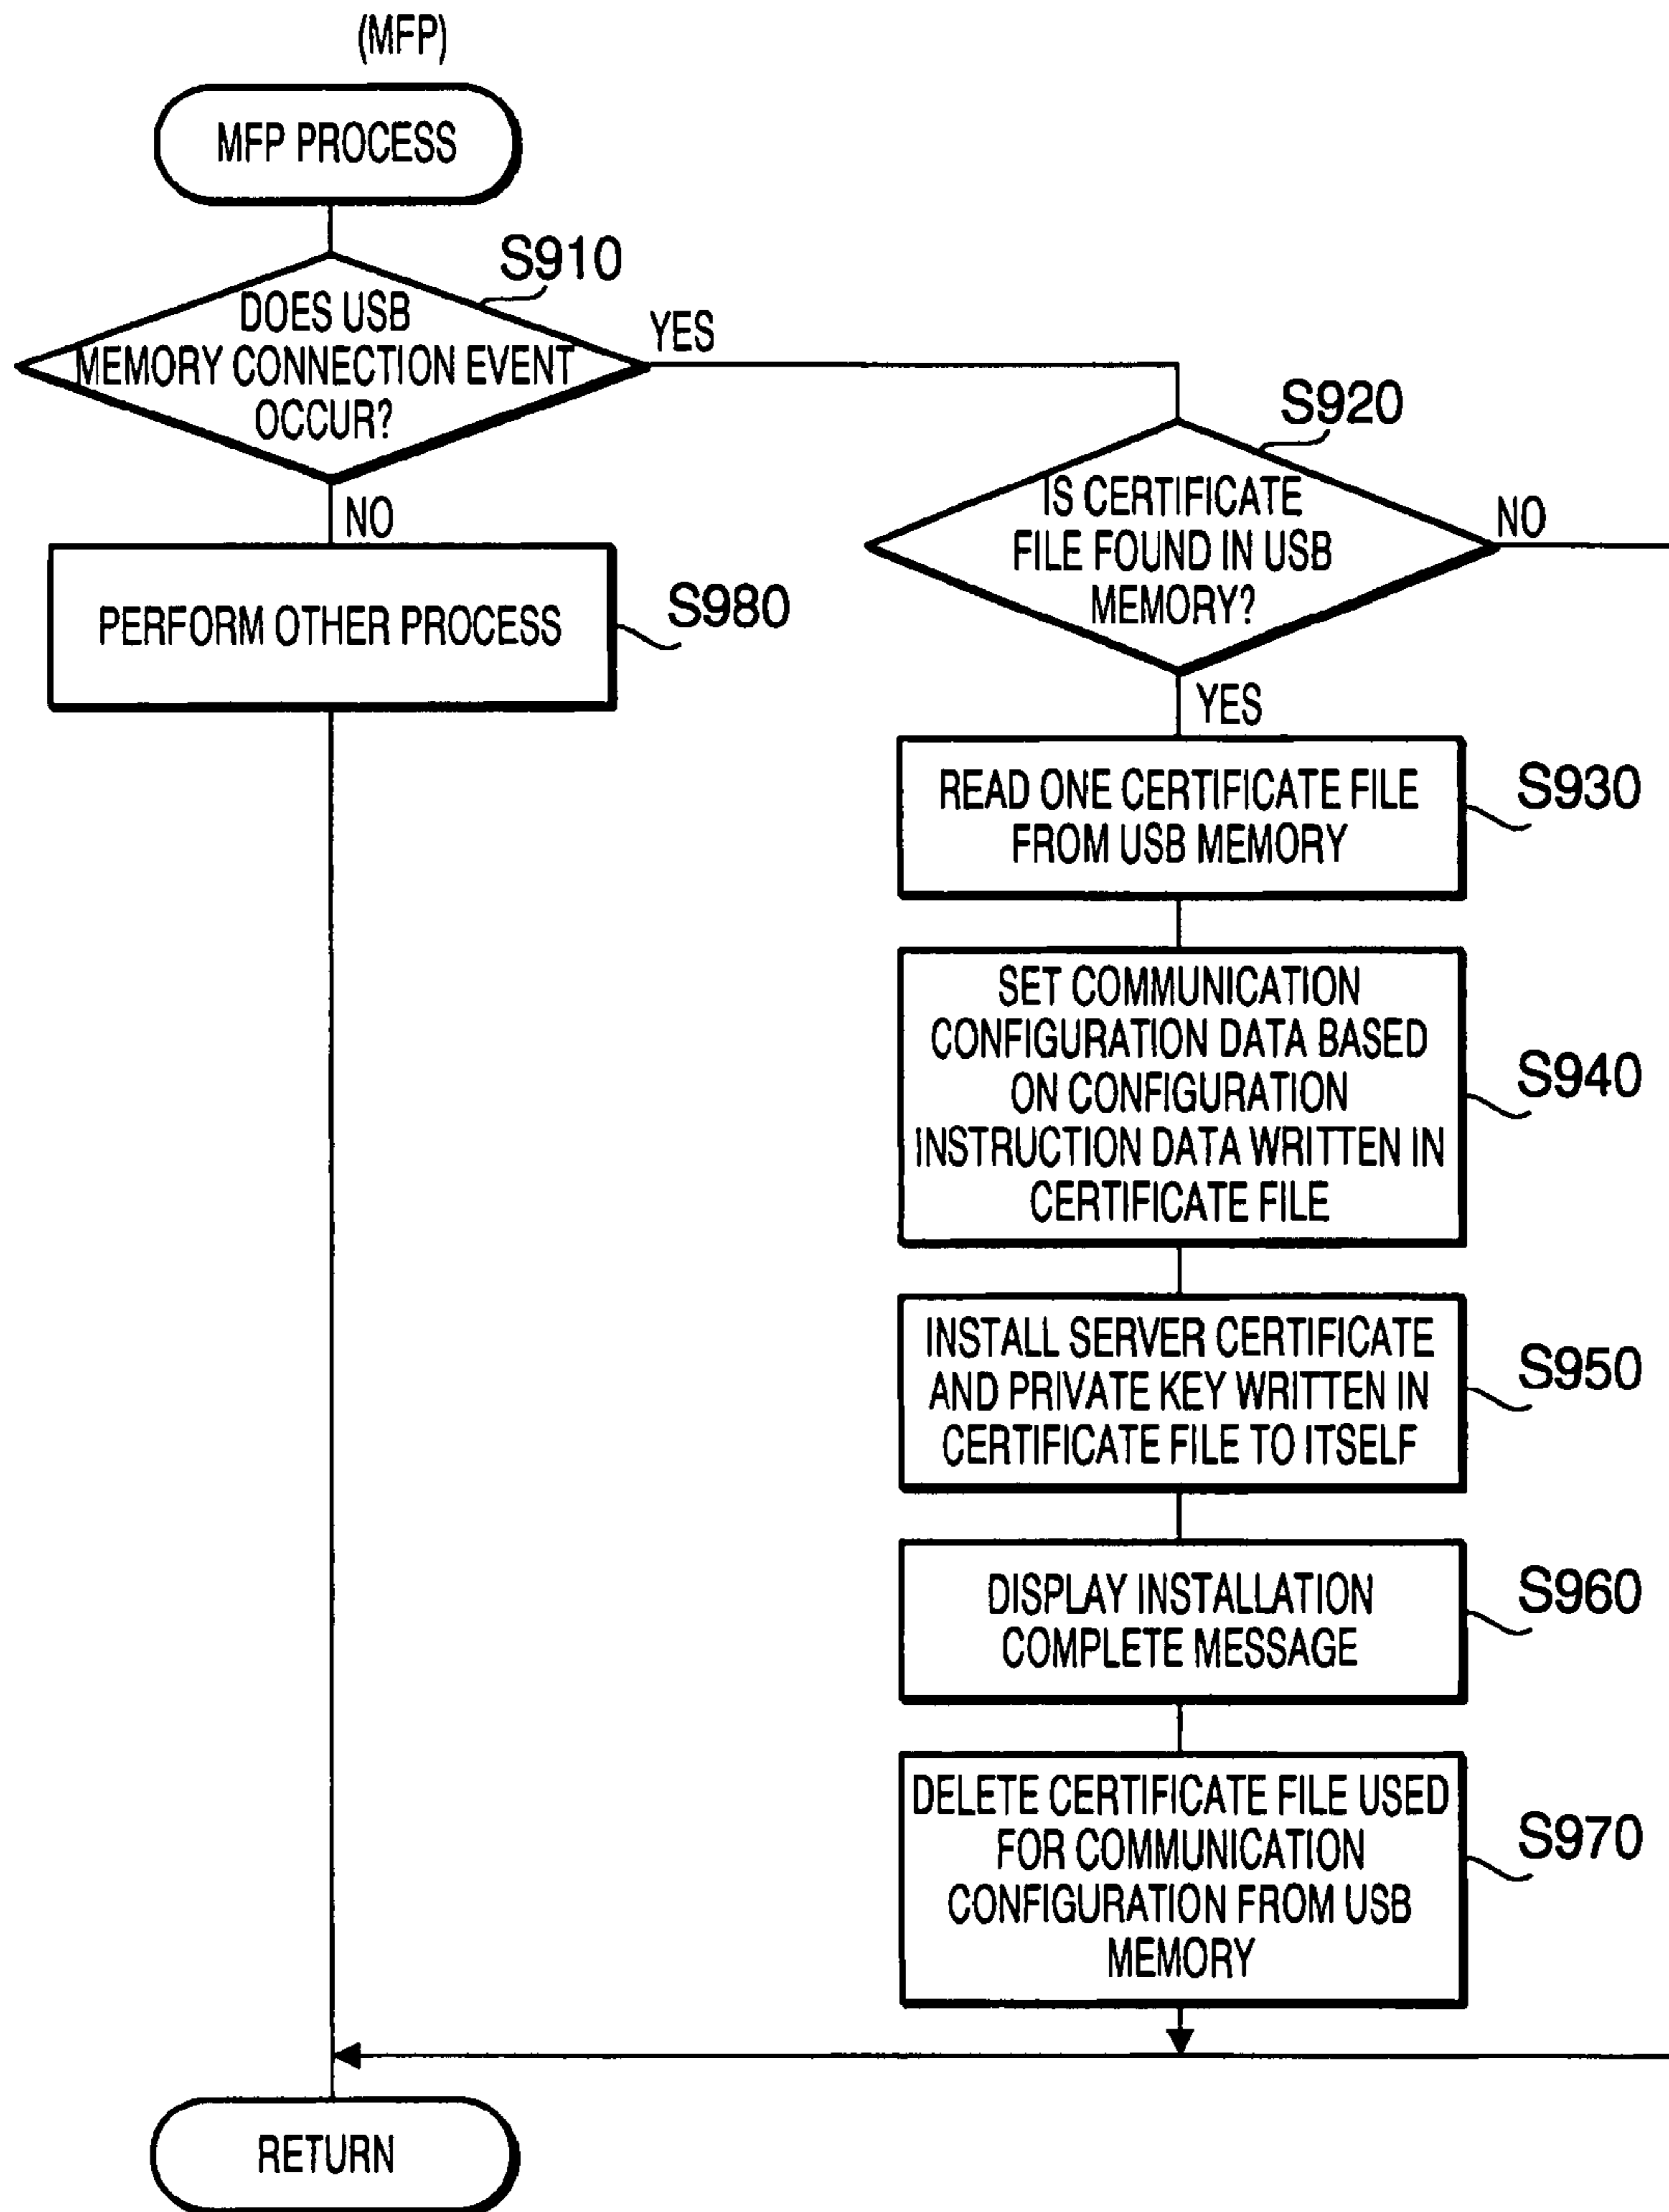 (MFP)
MFP PROCESS
S910
DOES USB
MEMORY CONNECTION EVENT
OCCUR?
YES
NO
S920
IS CERTIFICATE
FILE FOUND IN USB
MEMORY?
NO
YES
PERFORM OTHER PROCESS
S980
READ ONE CERTIFICATE FILE
FROM USB MEMORY
S930
SET COMMUNICATION
CONFIGURATION DATA BASED
ON CONFIGURATION
INSTRUCTION DATA WRITTEN IN
CERTIFICATE FILE
S940
INSTALL SERVER CERTIFICATE
AND PRIVATE KEY WRITTEN IN
CERTIFICATE FILE TO ITSELF
S950
DISPLAY INSTALLATION
COMPLETE MESSAGE
S960
DELETE CERTIFICATE FILE USED
FOR COMMUNICATION
CONFIGURATION FROM USB
MEMORY
S970
RETURN